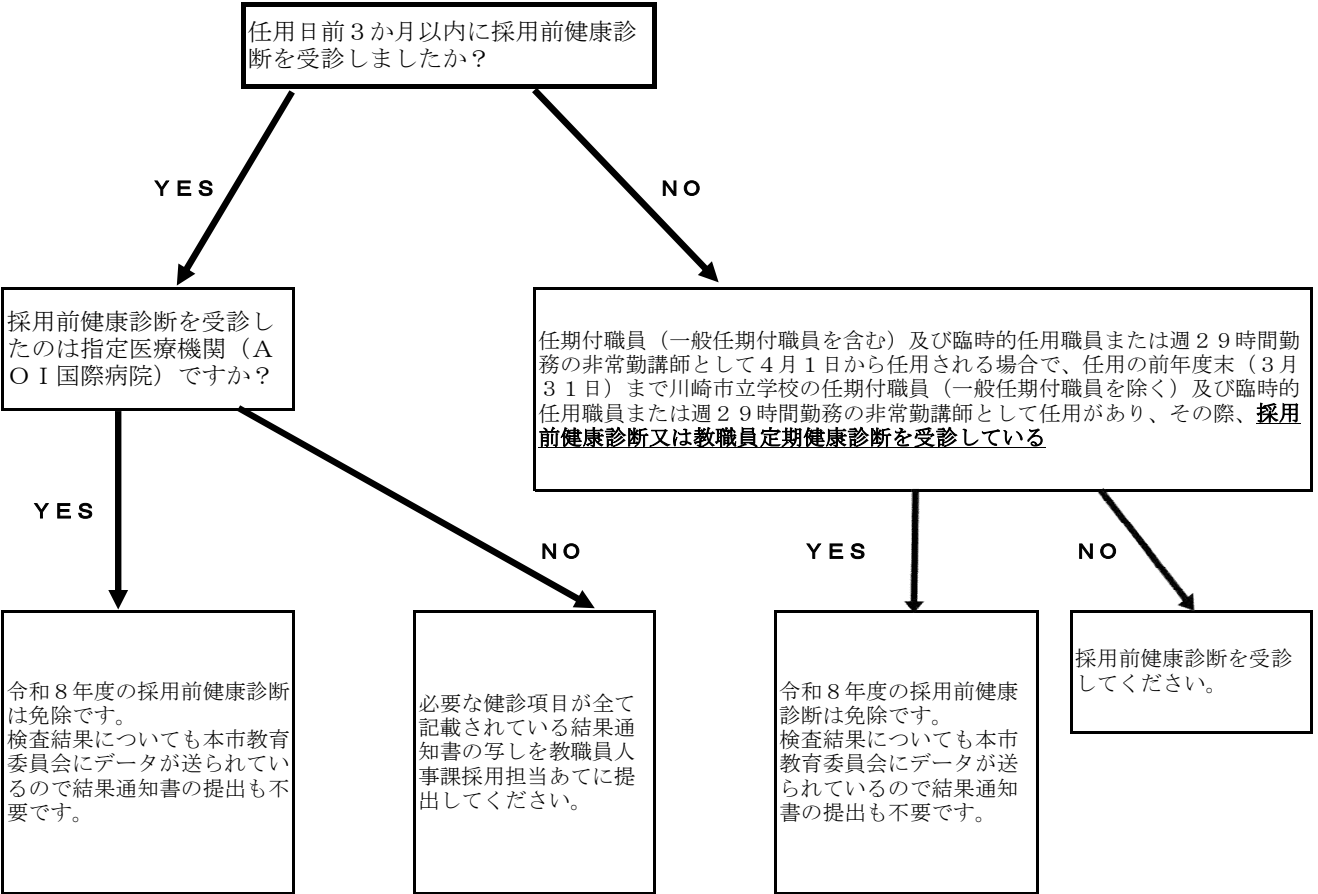 任用日前３か月以内に採用前健康診
断を受診しましたか？
ＹＥＳ
ＮＯ
採用前健康診断を受診し
たのは指定医療機関（Ａ
ＯＩ国際病院）ですか？
任期付職員（一般任期付職員を含む）及び臨時的任用職員または週２９時間勤
務の非常勤講師として４月１日から任用される場合で、任用の前年度末（３月
３１日）まで川崎市立学校の任期付職員（一般任期付職員を除く）及び臨時的
任用職員または週２９時間勤務の非常勤講師として任用があり、その際、採用
前健康診断又は教職員定期健康診断を受診している
ＹＥＳ
ＮＯ
ＹＥＳ
ＮＯ
令和８年度の採用前健康診断
は免除です。
検査結果についても本市教育
委員会にデータが送られてい
るので結果通知書の提出も不
要です。
必要な健診項目が全て
記載されている結果通
知書の写しを教職員人
事課採用担当あてに提
出してください。
令和８年度の採用前健康
診断は免除です。
検査結果についても本市
教育委員会にデータが送
られているので結果通知
書の提出も不要です。
採用前健康診断を受診
してください。